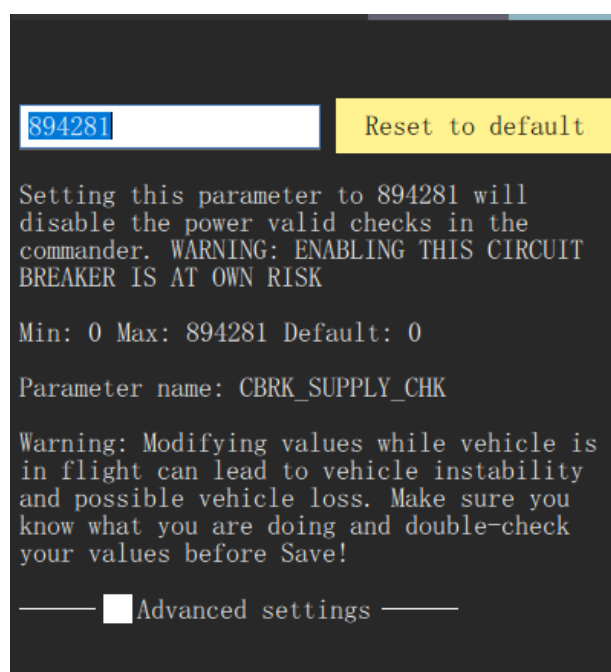 894281
Reset to default
Setting this parameter to 894281 will
disable the power valid checks in the
commander. WARNING: ENABLING THIS CIRCUIT
BREAKER IS AT OWN RISK
Min: 0 Max: 894281 Default: 0
Parameter name: CBRK_SUPPLY_CHK
Warning: Modifying values while vehicle is
in flight can lead to vehicle instability
and possible vehicle loss. Make sure you
know what you are doing and double-check
your values before Save!
Advanced settings